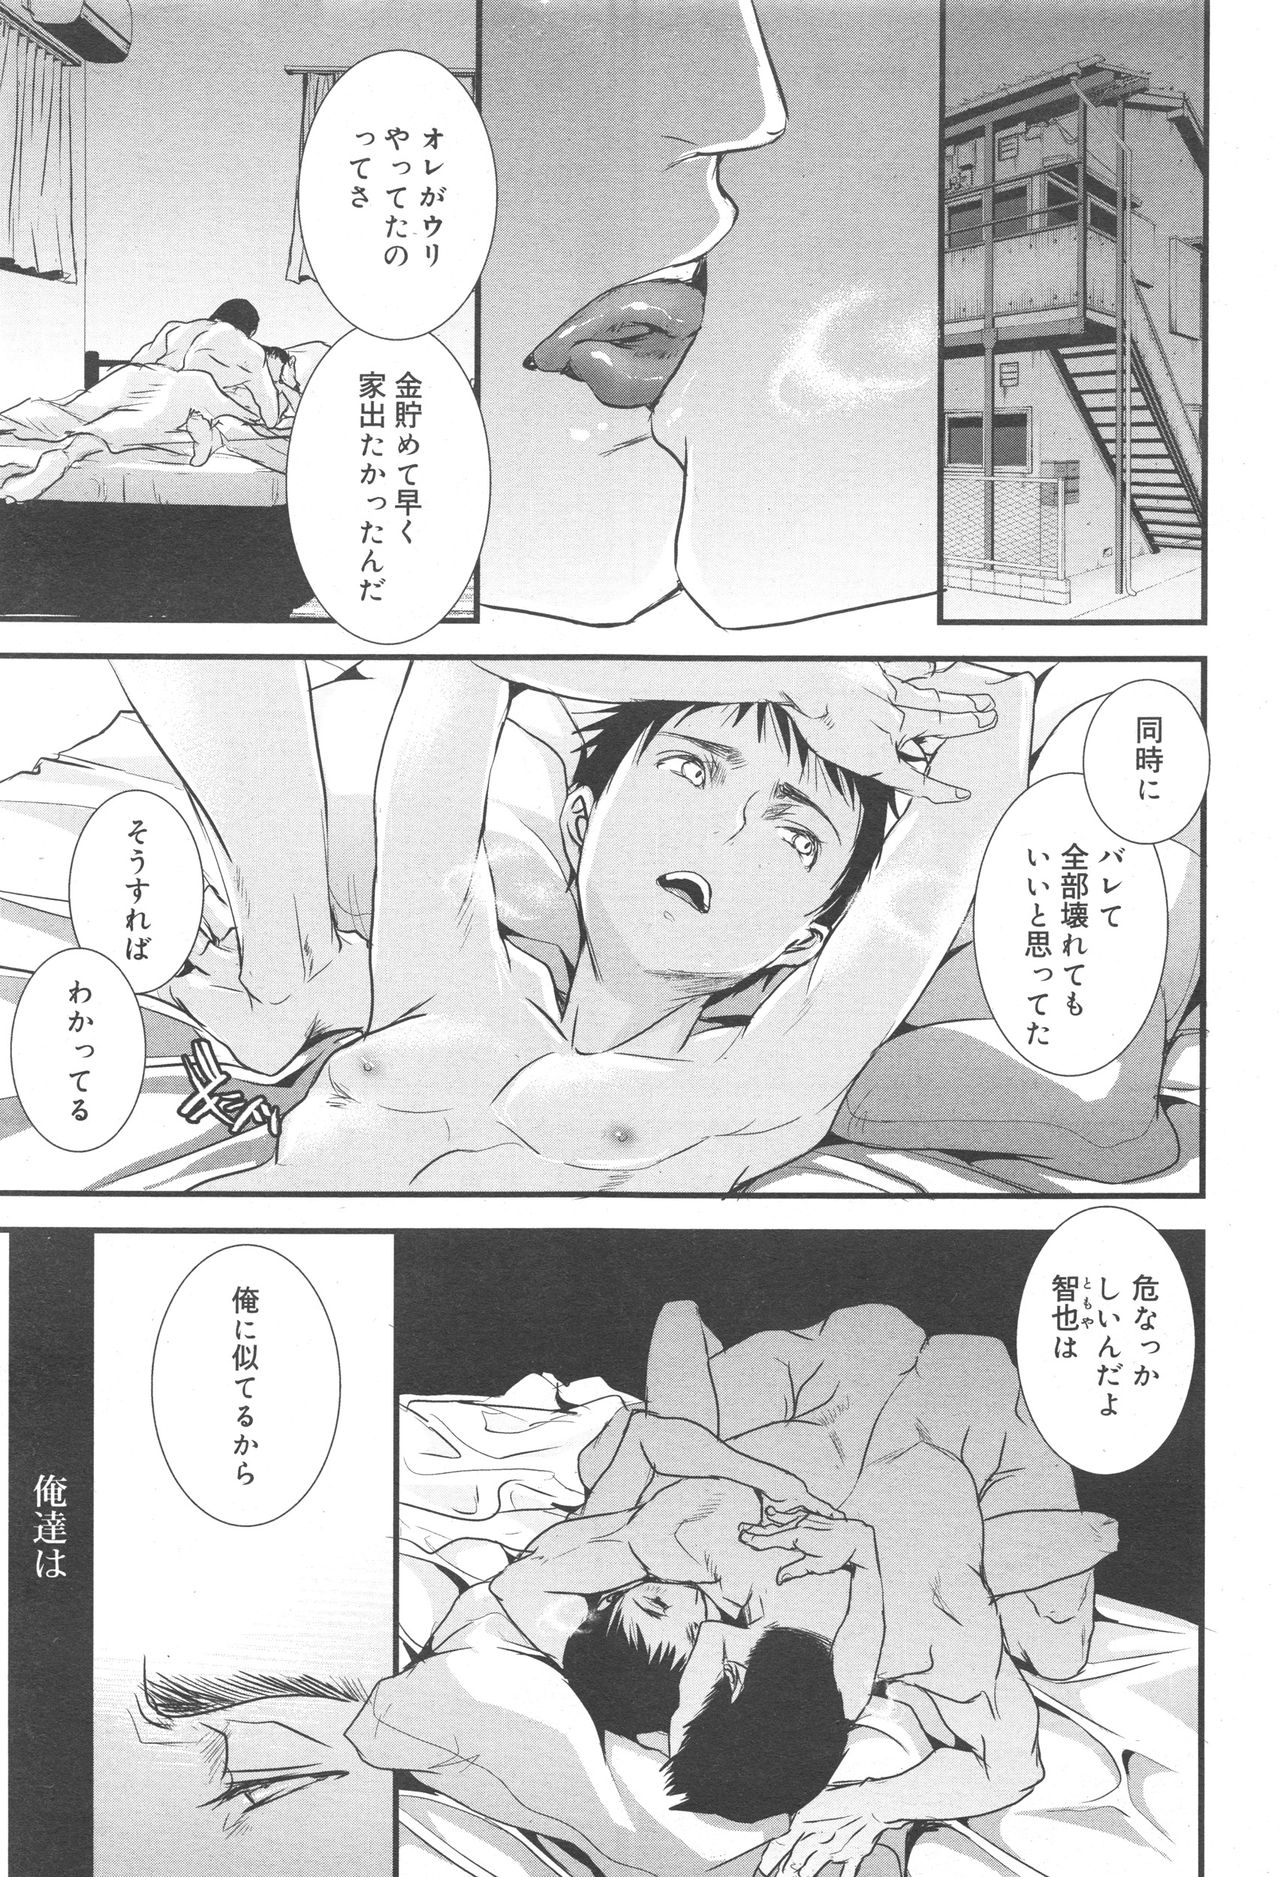 オレがウリ
やってたの
ってさ
金貯めて早く
家出たかったんだ
同時に
バレて
全部壊れても
いいと思ってた
そうすれば
わかってる
危なっか
しいんだよ
智也は
ともや
俺に似てるから
俺達は